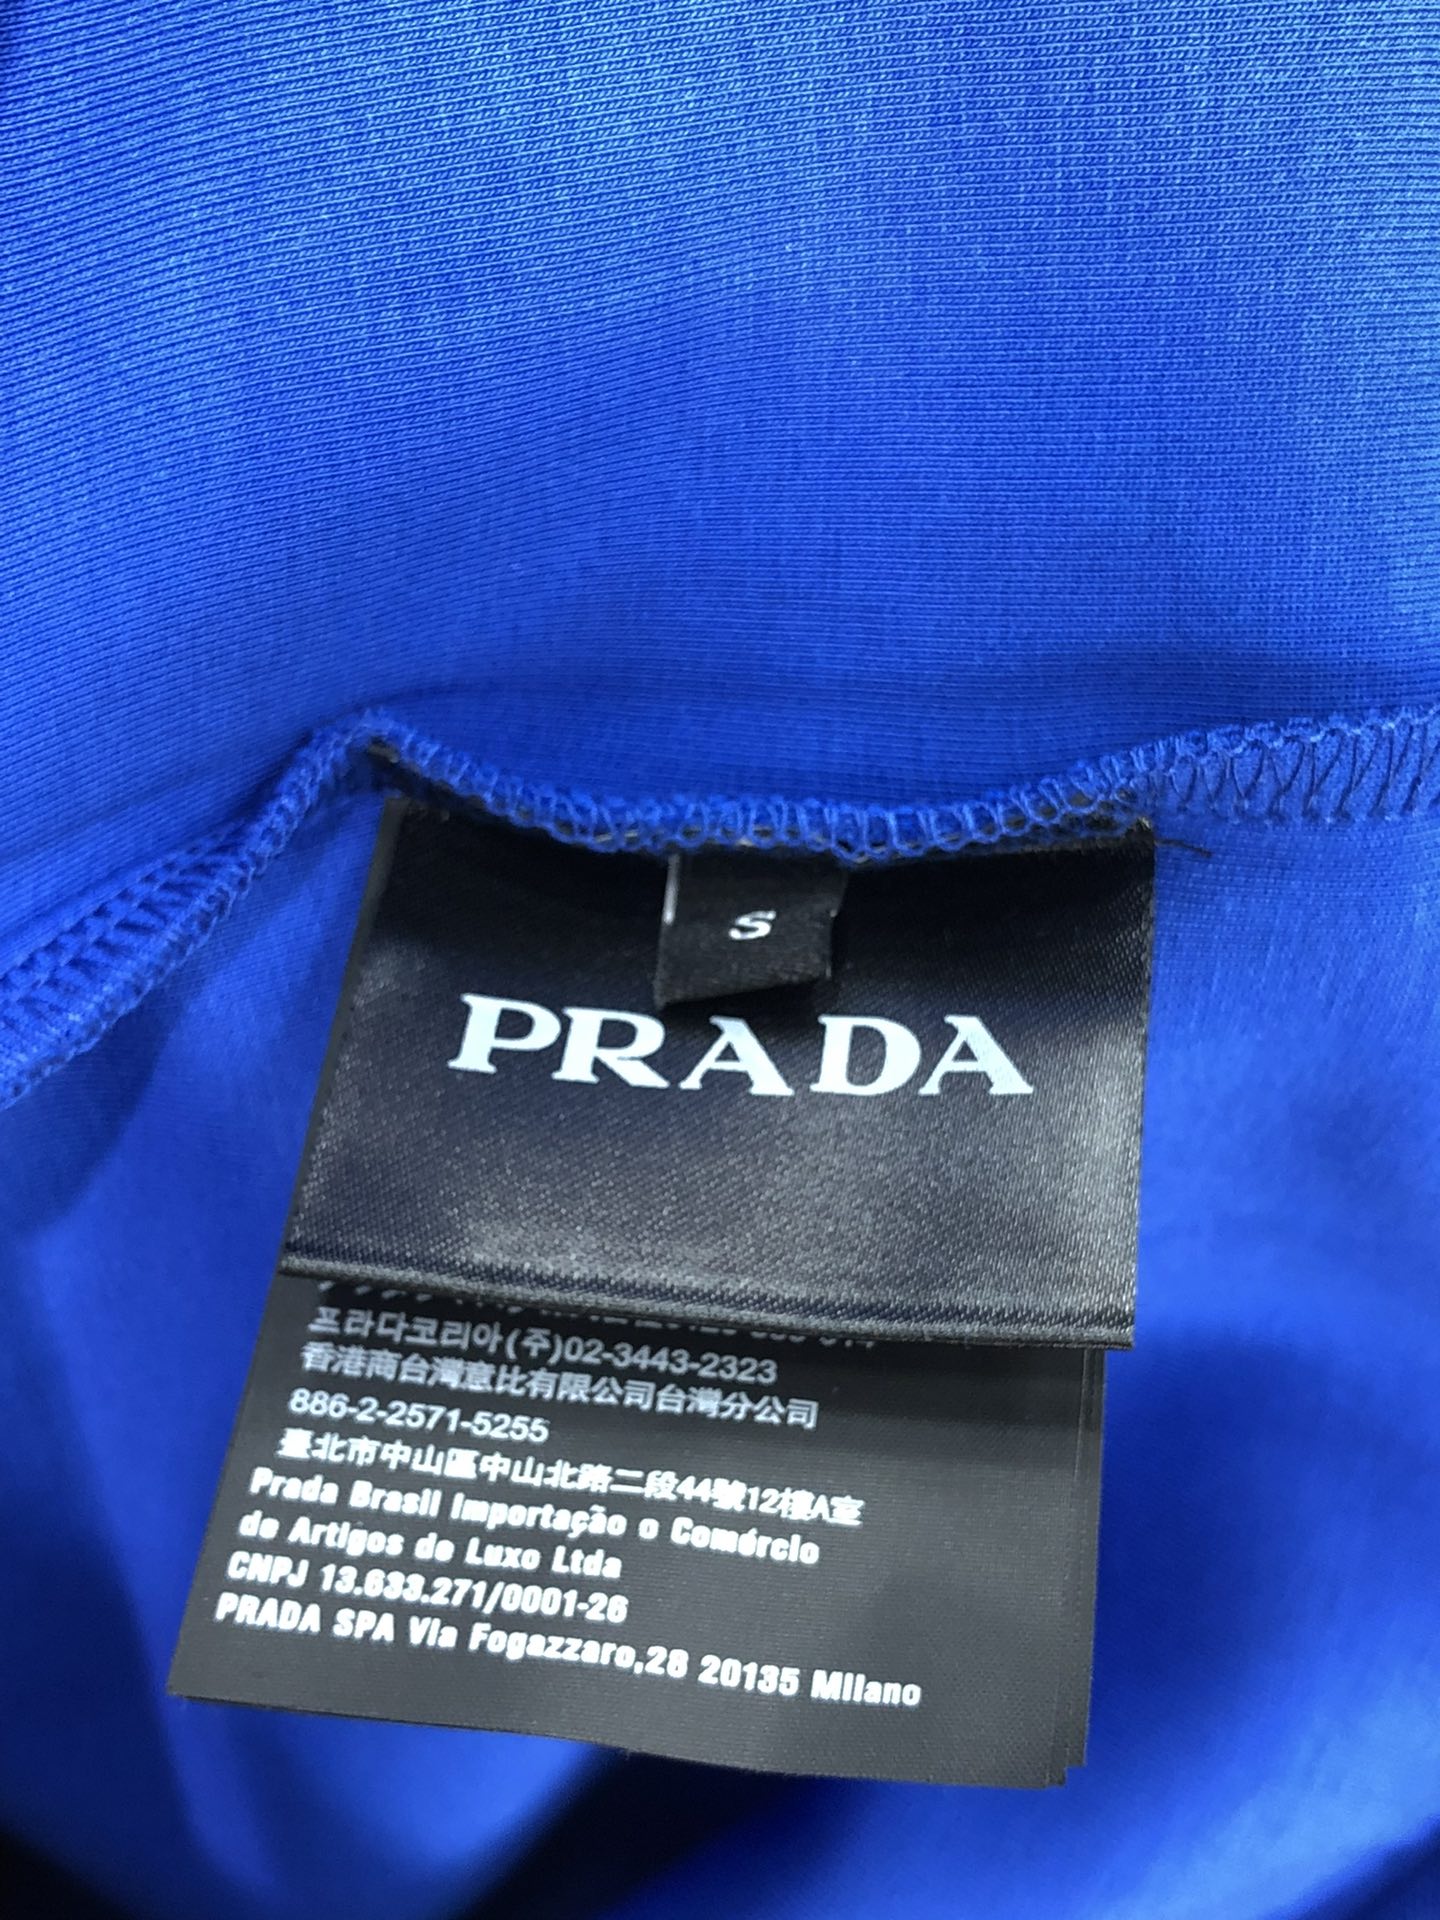 S
PRADA
프라다코리아(주)02-3443-2323
香港商台灣意比有限公司台灣分公司
886-2-2571-5255
臺北市中山區中山北路二段44號12樓A室
Prada Brasil Importação o Comércio
de Artigos de Luxo Ltda
CNPJ 13.633.271/0001-26
PRADA SPA Via Fogazzaro,28 20135 Milano